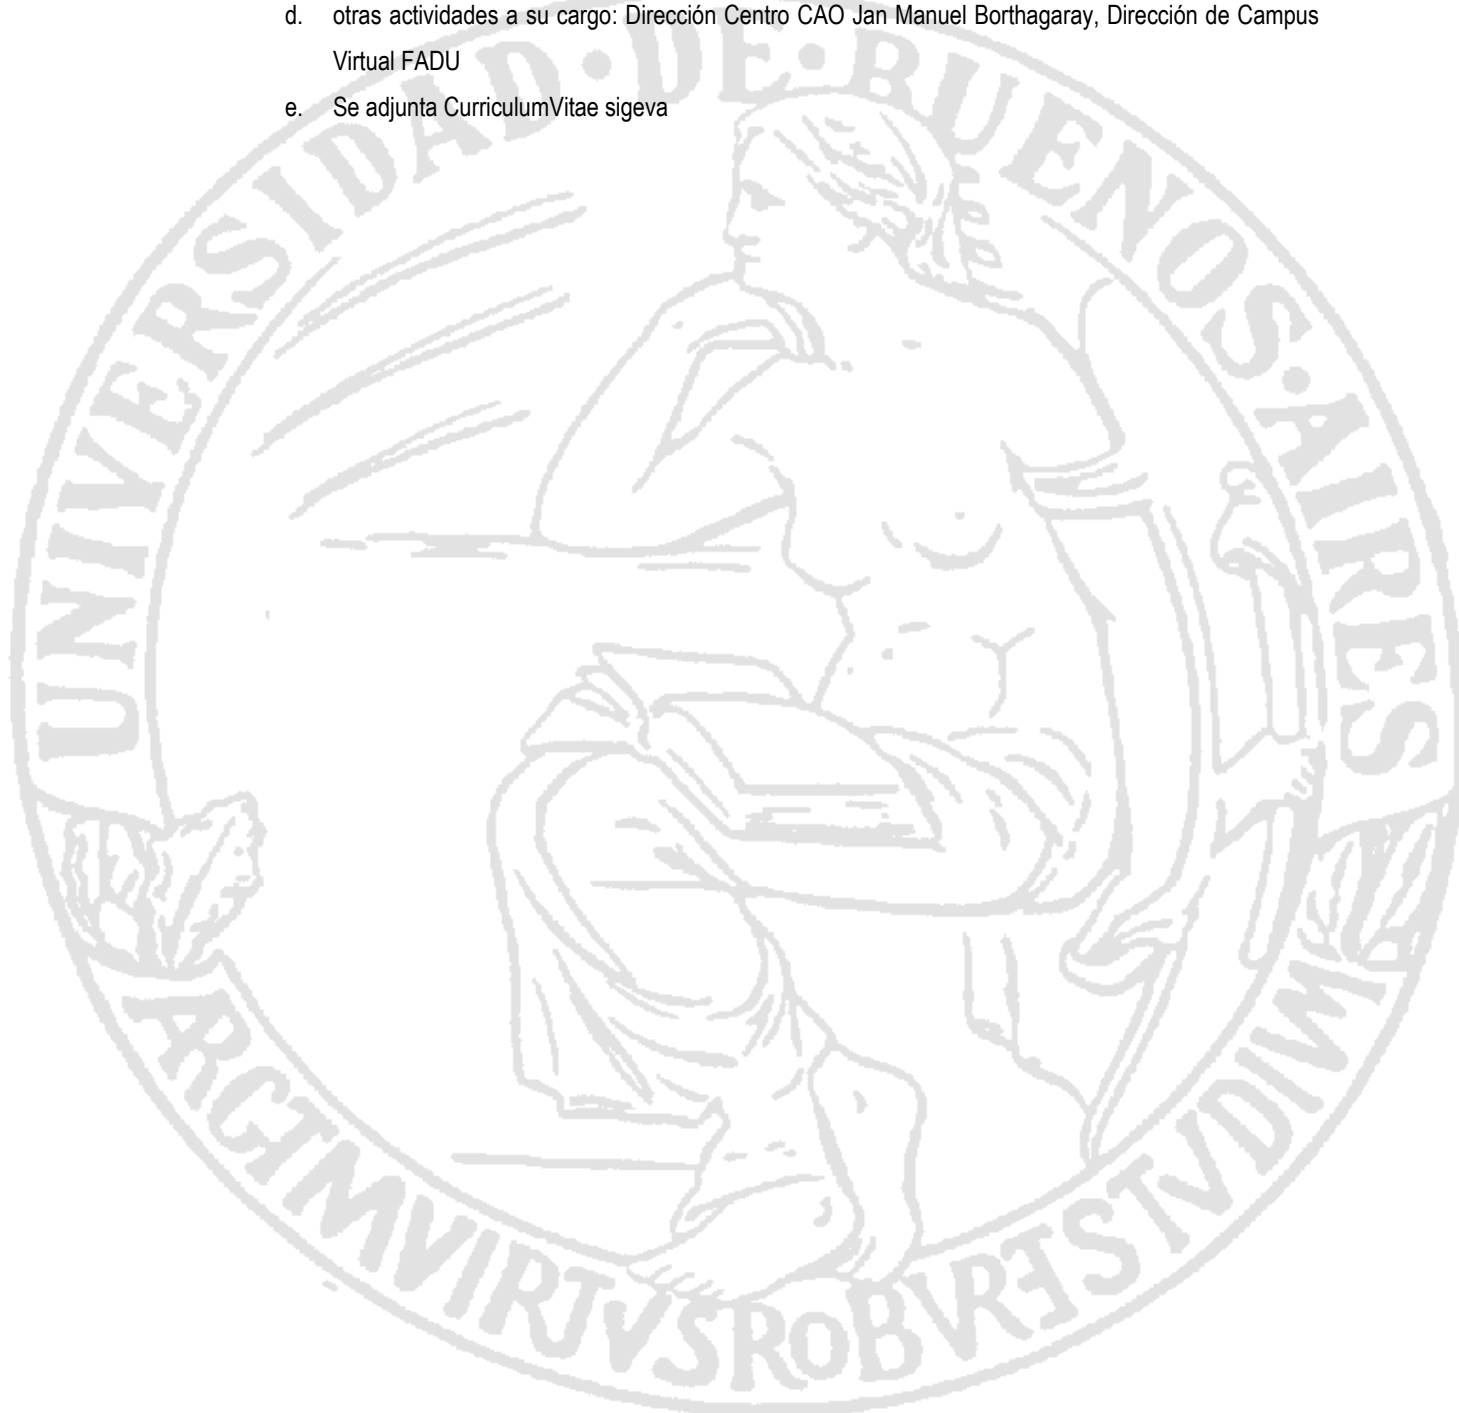 d. otras actividades a su cargo: Dirección Centro CAO Jan Manuel Borthagaray, Dirección de Campus
Virtual FADU
e. Se adjunta CurriculumVitae sigeva
UNIVERSIDAD·DE·BUENOS·AIRES
ARGTMVIRTVSROBVRETSTVDIVM